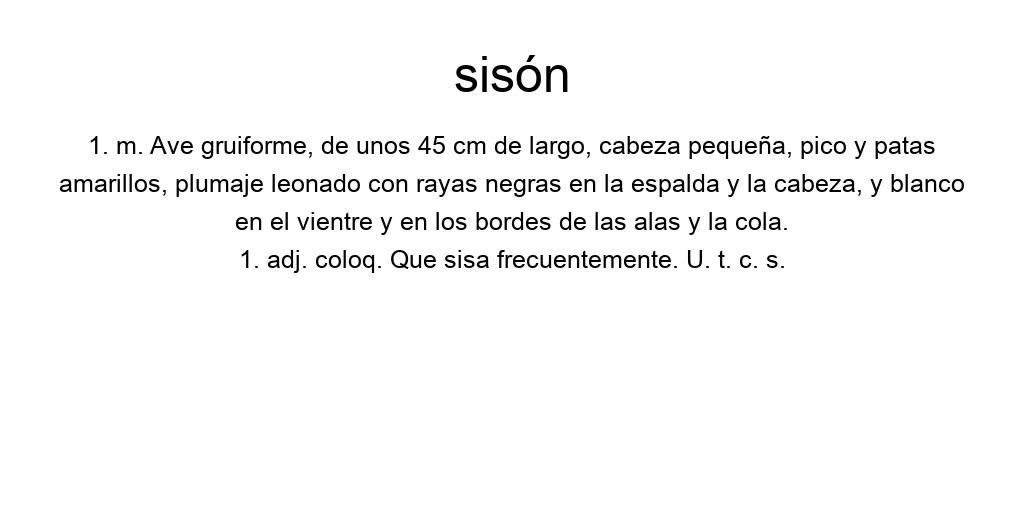 sisón
1. m. Ave gruiforme, de unos 45 cm de largo, cabeza pequeña, pico y patas
amarillos, plumaje leonado con rayas negras en la espalda y la cabeza, y blanco
en el vientre y en los bordes de las alas y la cola.
1. adj. coloq. Que sisa frecuentemente. U. t. c. s.